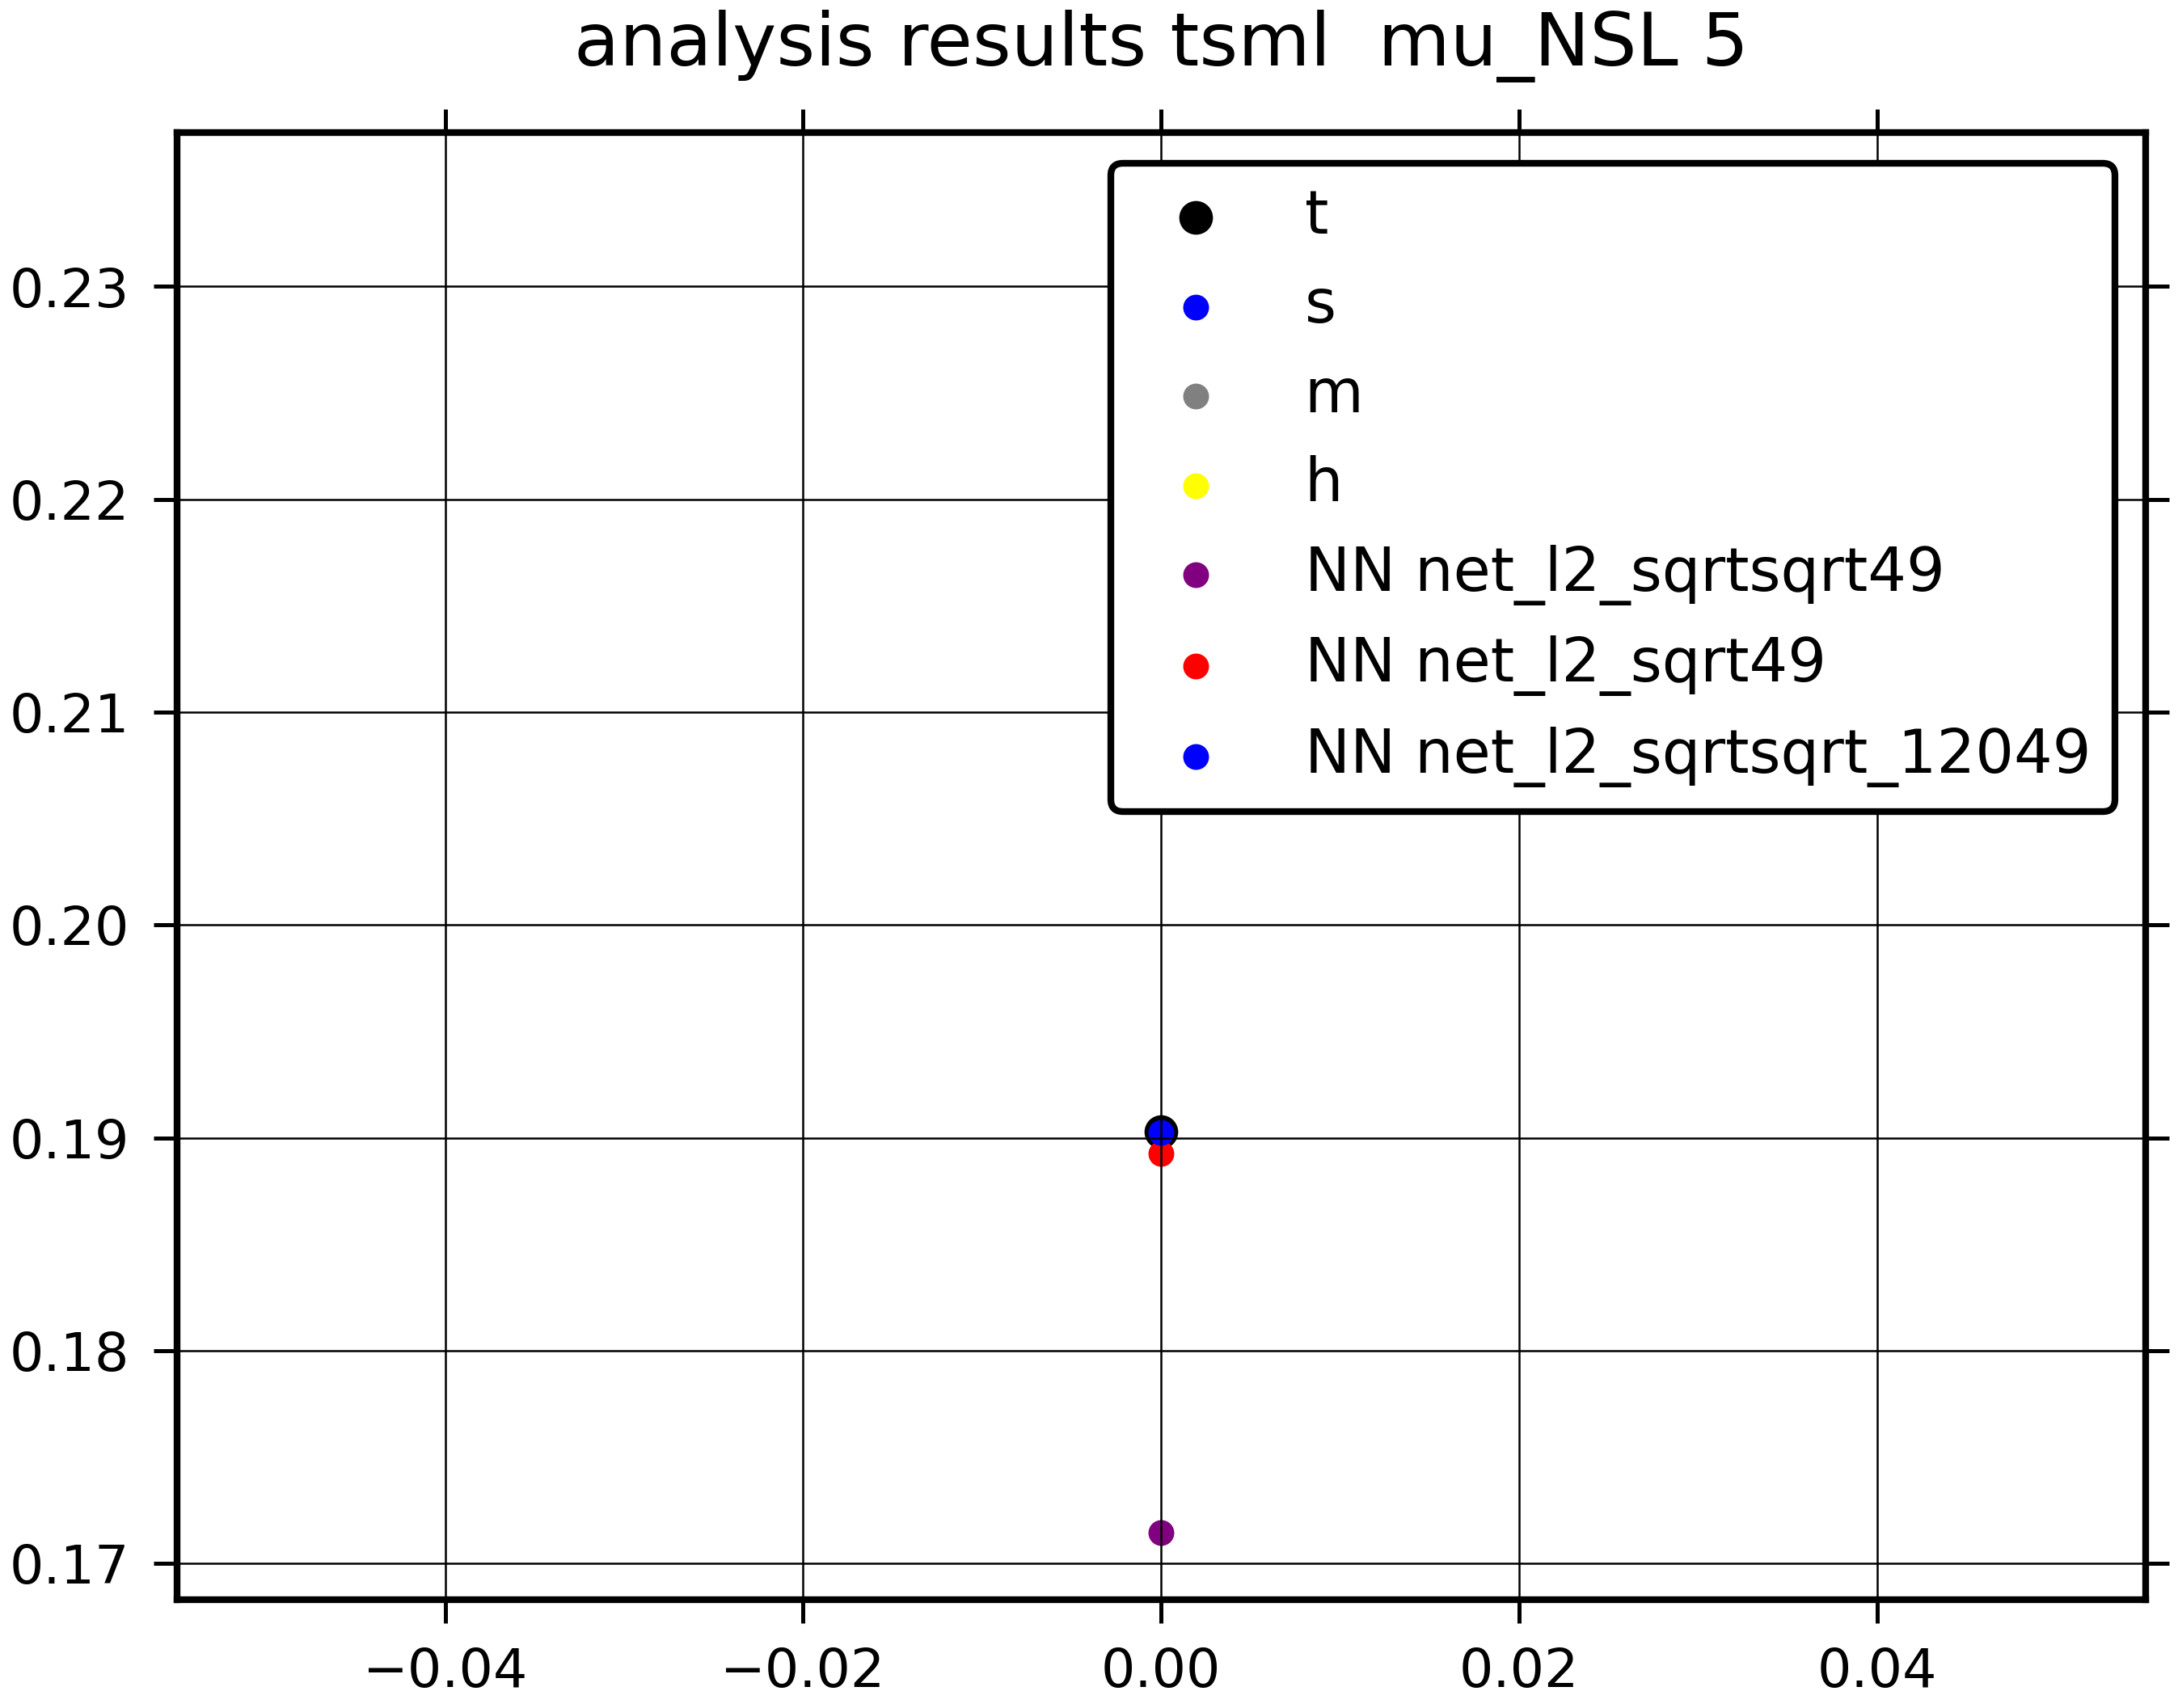 analysis results tsml  mu_NSL 5
t
s
m
h
NN net_l2_sqrtsqrt49
NN net_l2_sqrt49
NN net_l2_sqrtsqrt_12049
0.23
0.22
0.21
0.20
0.19
0.18
0.17
−0.04
−0.02
0.00
0.02
0.04